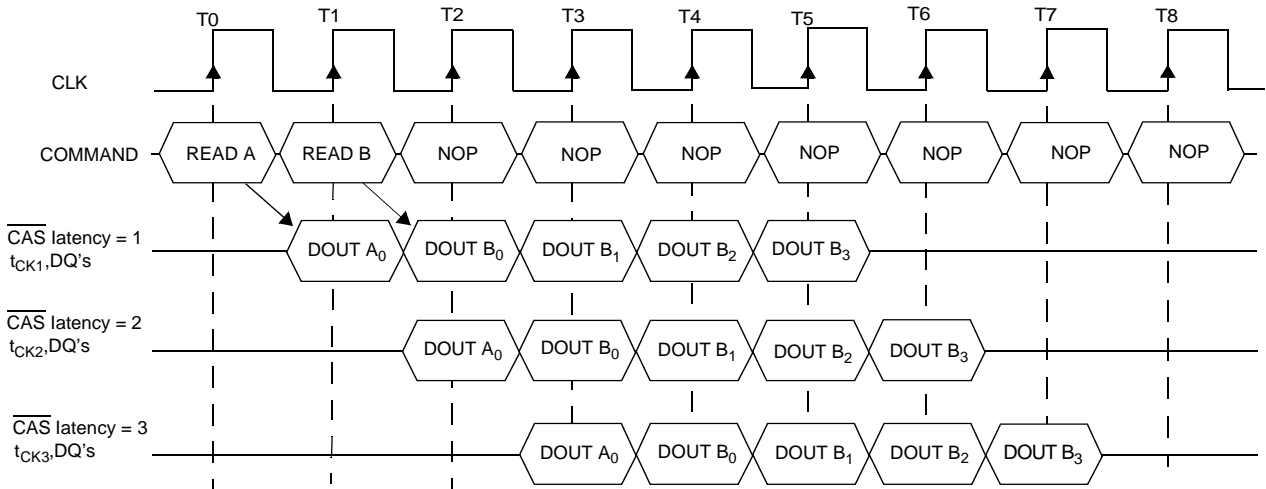 T0 T1 T2 T3 T4 T5 T6 T7 T8
CLK
COMMAND READ A READ B NOP NOP NOP NOP NOP NOP NOP
CAS latency = 1
tCK1,DQ's DOUT A0 DOUT B0 DOUT B1 DOUT B2 DOUT B3
CAS latency = 2
tCK2,DQ's DOUT A0 DOUT B0 DOUT B1 DOUT B2 DOUT B3
CAS latency = 3
tCK3,DQ's DOUT A0 DOUT B0 DOUT B1 DOUT B2 DOUT B3